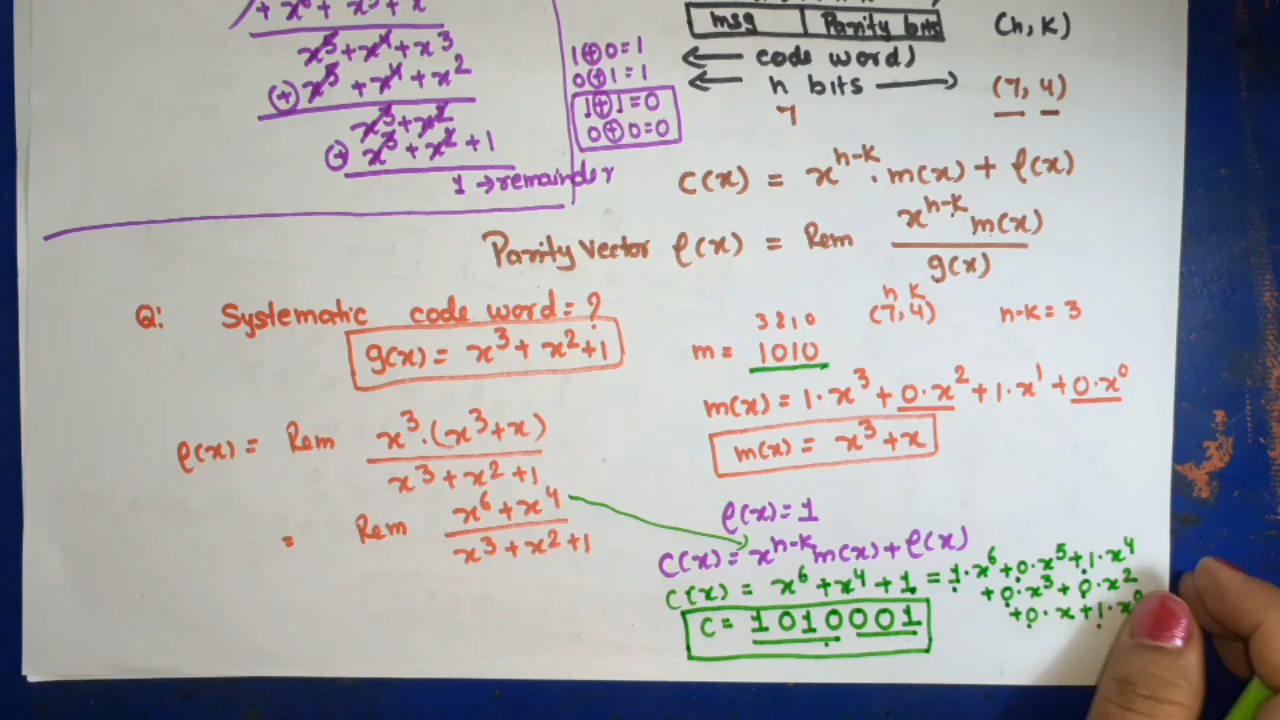 x⁵ + x⁴ + x³
(+) x⁵ + x⁴ + x²
x³ + x²
x³ + x² + 1
1 → remainder
1 ⊕ 0 = 1
0 ⊕ 1 = 1
1 ⊕ 1 = 0
0 ⊕ 0 = 0
msg Parity bits (n, k)
← code word)
← n bits → (7, 4)
7
C(x) = xⁿ⁻ᵏ . m(x) + ρ(x)
Parity vector ρ(x) = Rem xⁿ⁻ᵏ m(x)
g(x)
Q: Systematic code word = ?
g(x) = x³ + x² + 1
n k
(7, 4) n-k = 3
3 2 1 0
m = 1010
m(x) = 1·x³ + 0·x² + 1·x¹ + 0·x⁰
m(x) = x³ + x
ρ(x) = Rem x³.(x³+x)
x³ + x² + 1
= Rem x⁶ + x⁴
x³ + x² + 1
ρ(x) = 1
C(x) = xⁿ⁻ᵏ m(x) + ρ(x)
C(x) = x⁶ + x⁴ + 1 = 1·x⁶ + 0·x⁵ + 1·x⁴
+ 0·x³ + 0·x²
+ 0·x + 1·x⁰
C = 1010001